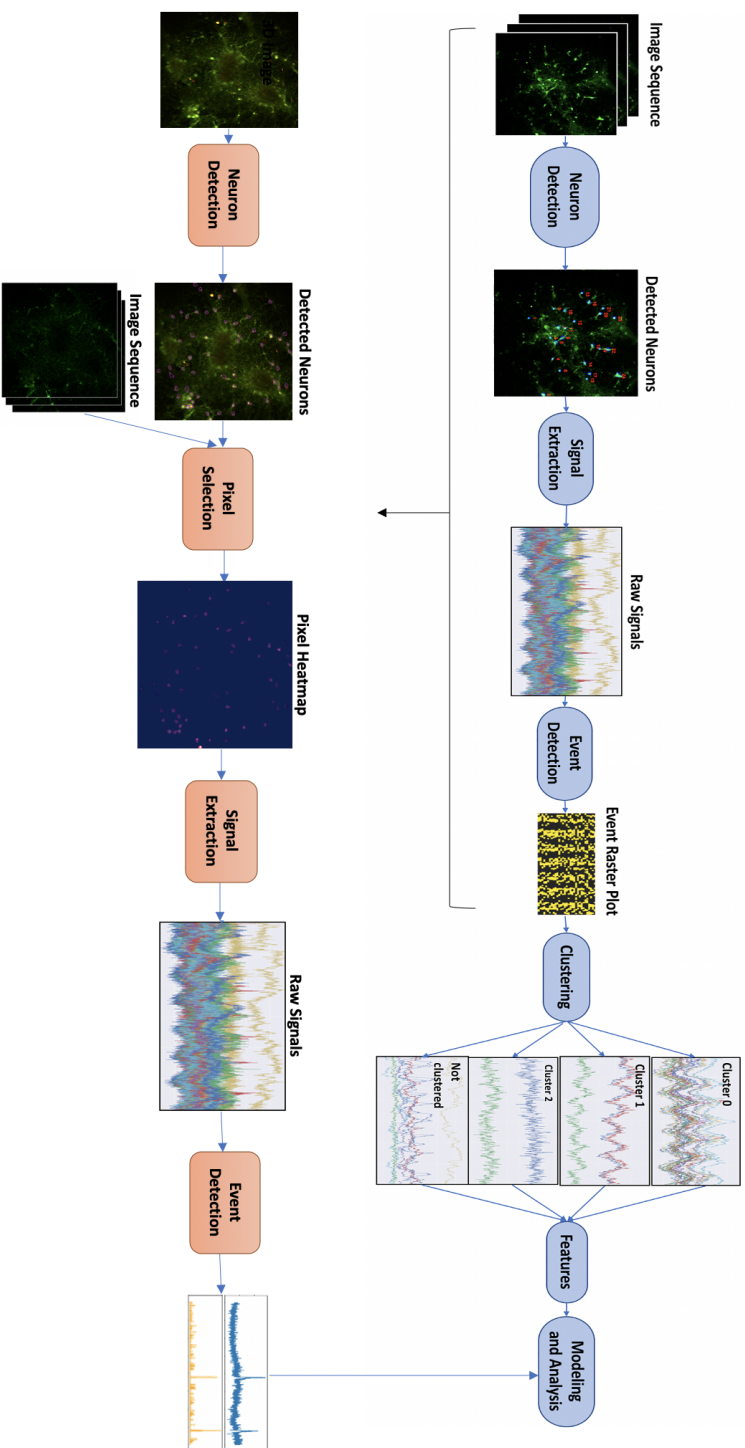 Image Sequence
Neuron
Detection
Detected Neurons
Signal
Extraction
Raw Signals
Event
Detection
Event Raster Plot
Clustering
Cluster 0
Cluster 1
Cluster 2
Not
clustered
Features
Modeling
and Analysis
Neuron
Detection
Detected Neurons
Image Sequence
Pixel
Selection
Pixel Heatmap
Signal
Extraction
Raw Signals
Event
Detection